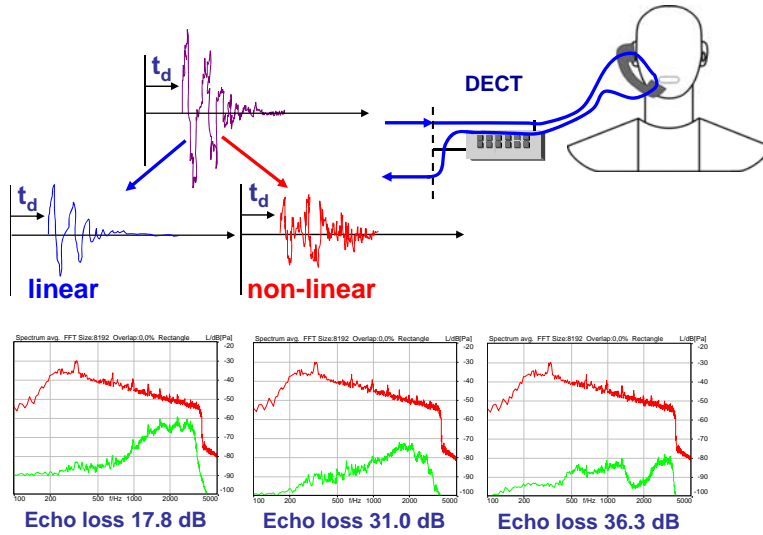 td
DECT
td
td
linear
non-linear
Spectrum avg. FFT Size:8192 Overlap:0,0% Rectangle L/dB[Pa]
-20
-30
-40
-50
-60
-70
-80
-90
-100
100 200 500 f/Hz 1000 2000 5000
Echo loss 17.8 dB
Spectrum avg. FFT Size:8192 Overlap:0,0% Rectangle L/dB[Pa]
-20
-30
-40
-50
-60
-70
-80
-90
-100
100 200 500 f/Hz 1000 2000 5000
Echo loss 31.0 dB
Spectrum avg. FFT Size:8192 Overlap:0,0% Rectangle L/dB[Pa]
-20
-30
-40
-50
-60
-70
-80
-90
-100
100 200 500 f/Hz 1000 2000 5000
Echo loss 36.3 dB